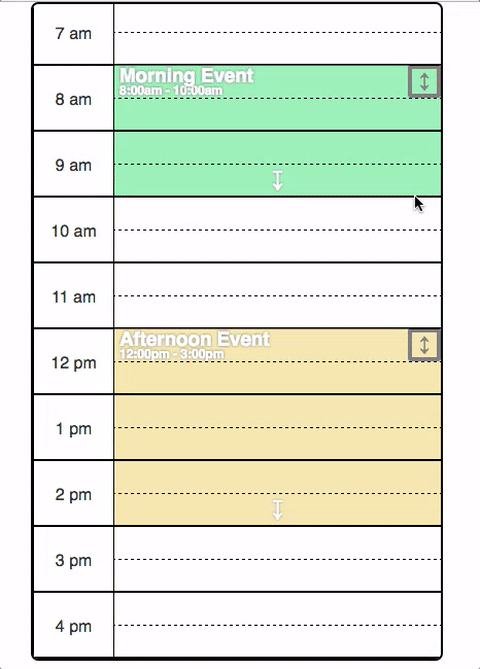 7 am
Morning Event
8:00am - 10:00am
8 am
9 am
10 am
11 am
Afternoon Event
12:00pm - 3:00pm
12 pm
1 pm
2 pm
3 pm
4 pm